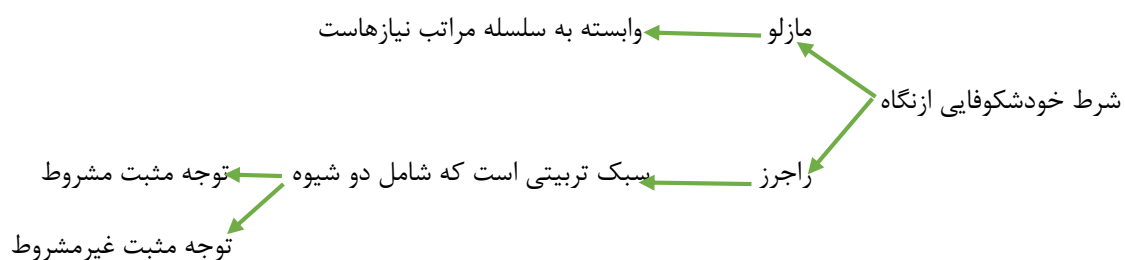 مازلو وابسته به سلسله مراتب نیازهاست
شرط خودشکوفایی ازنگاه
راجرز سبک تربیتی است که شامل دو شیوه توجه مثبت مشروط
توجه مثبت غیرمشروط